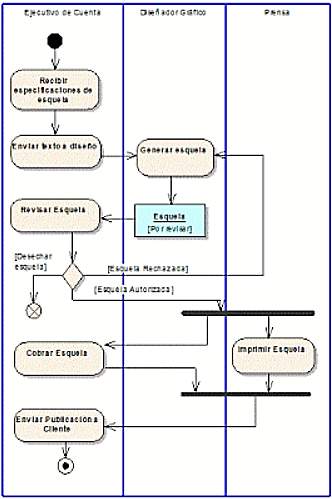 Ejecutivo de Cuenta
Diseñador Gráfico
Prensa
Recibir
especificaciones de
esquela
Enviar texto a diseño
Generar esquela
Revisar Esquela
Esquela
[Por revisar]
[Desechar
esquela]
[Esquela Rechazada]
[Esquela Autorizada]
Cobrar Esquela
Imprimir Esquela
Enviar Publicación a
Cliente